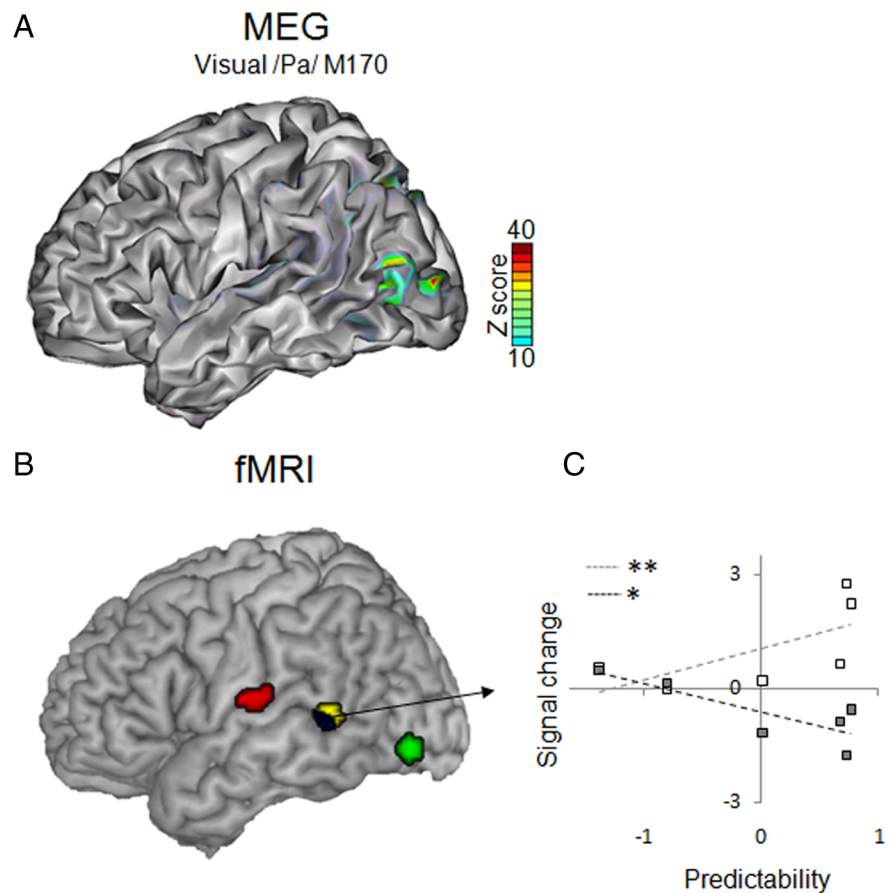 A
MEG
Visual /Pa/ M170
40
Z score
10
B
fMRI
C
**
*
3
0
-3
Signal change
-1 0 1
Predictability